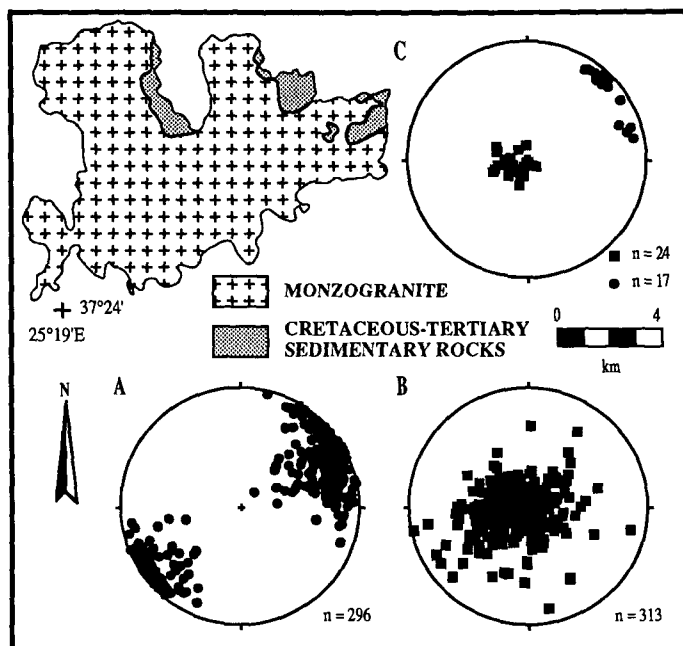 C
n = 24
n = 17
37°24'
25°19'E
MONZOGRANITE
CRETACEOUS-TERTIARY
SEDIMENTARY ROCKS
0 4
km
N
A
B
n = 296
n = 313